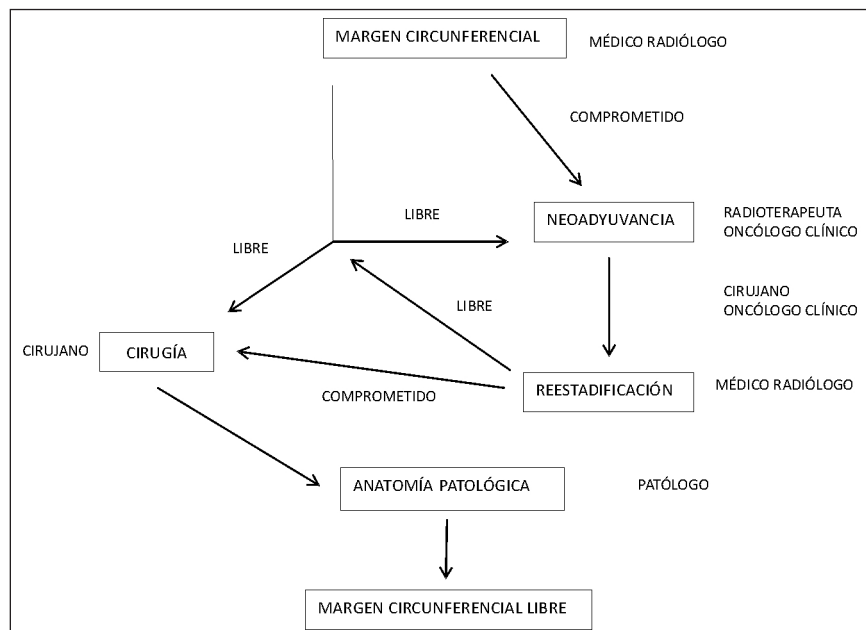 MARGEN CIRCUNFERENCIAL
MÉDICO RADIÓLOGO
COMPROMETIDO
LIBRE
NEOADYUVANCIA
RADIOTERAPEUTA
ONCÓLOGO CLÍNICO
LIBRE
CIRUJANO
ONCÓLOGO CLÍNICO
LIBRE
CIRUJANO
CIRUGÍA
COMPROMETIDO
REESTADIFICACIÓN
MÉDICO RADIÓLOGO
ANATOMÍA PATOLÓGICA
PATÓLOGO
MARGEN CIRCUNFERENCIAL LIBRE